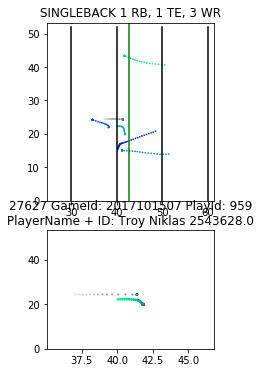 SINGLEBACK 1 RB, 1 TE, 3 WR
50
40
30
20
10
0
30 40 50 60
27627 GameId: 2017101507 PlayId: 959
PlayerName + ID: Troy Niklas 2543628.0
40
20
0
37.5 40.0 42.5 45.0